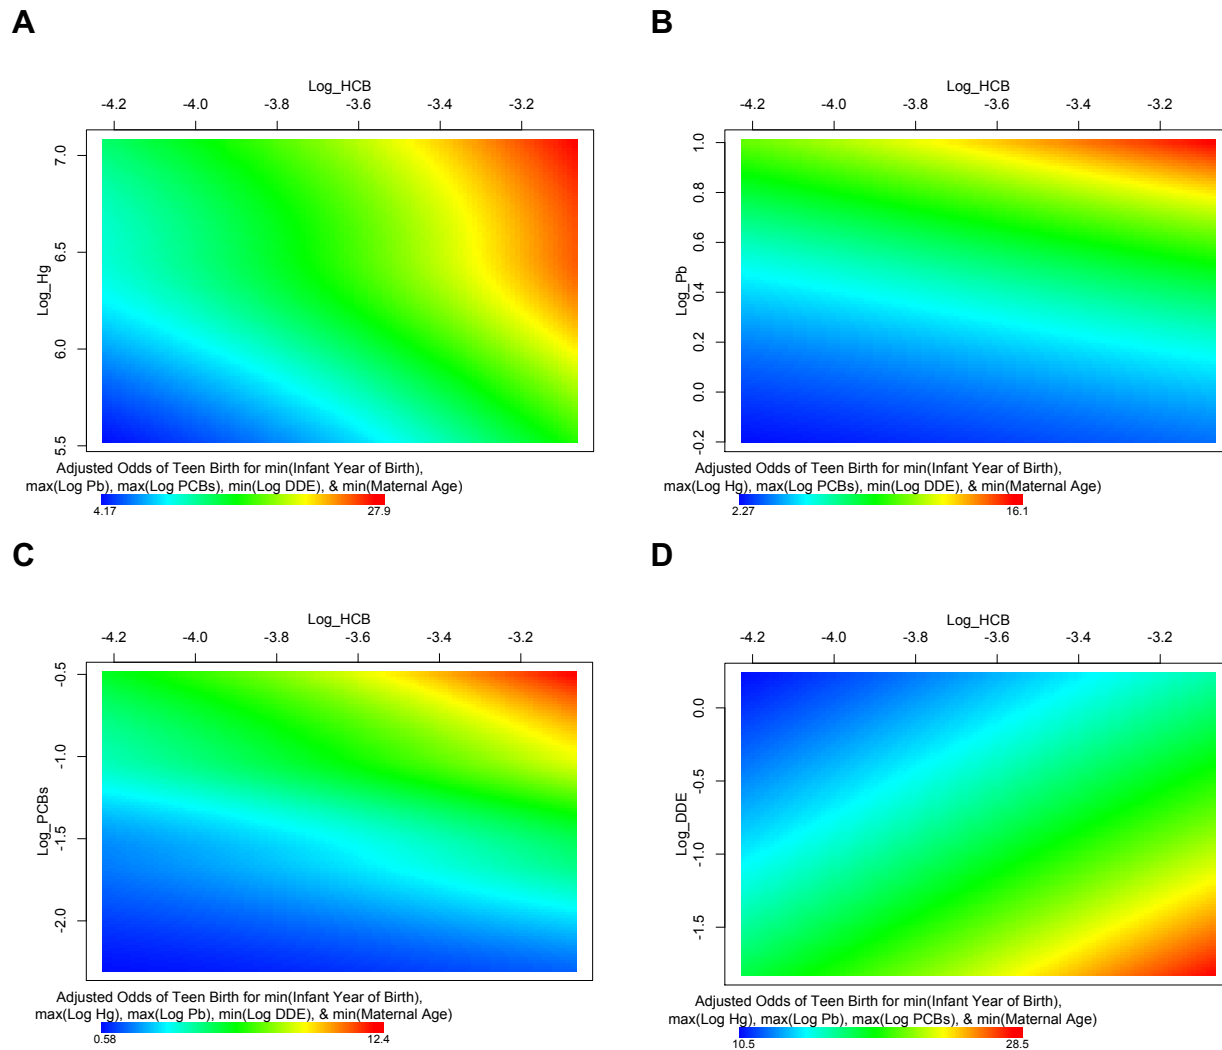 A
Log_HCB
-4.2 -4.0 -3.8 -3.6 -3.4 -3.2
Log_Hg
7.0
6.5
6.0
5.5
Adjusted Odds of Teen Birth for min(Infant Year of Birth),
max(Log Pb), max(Log PCBs), min(Log DDE), & min(Maternal Age)
4.17 27.9
B
Log_HCB
-4.2 -4.0 -3.8 -3.6 -3.4 -3.2
Log_Pb
1.0
0.8
0.6
0.4
0.2
0.0
-0.2
Adjusted Odds of Teen Birth for min(Infant Year of Birth),
max(Log Hg), max(Log PCBs), min(Log DDE), & min(Maternal Age)
2.27 16.1
C
Log_HCB
-4.2 -4.0 -3.8 -3.6 -3.4 -3.2
Log_PCBs
-0.5
-1.0
-1.5
-2.0
Adjusted Odds of Teen Birth for min(Infant Year of Birth),
max(Log Hg), max(Log Pb), min(Log DDE), & min(Maternal Age)
0.58 12.4
D
Log_HCB
-4.2 -4.0 -3.8 -3.6 -3.4 -3.2
Log_DDE
0.0
-0.5
-1.0
-1.5
Adjusted Odds of Teen Birth for min(Infant Year of Birth),
max(Log Hg), max(Log Pb), max(Log PCBs), & min(Maternal Age)
10.5 28.5